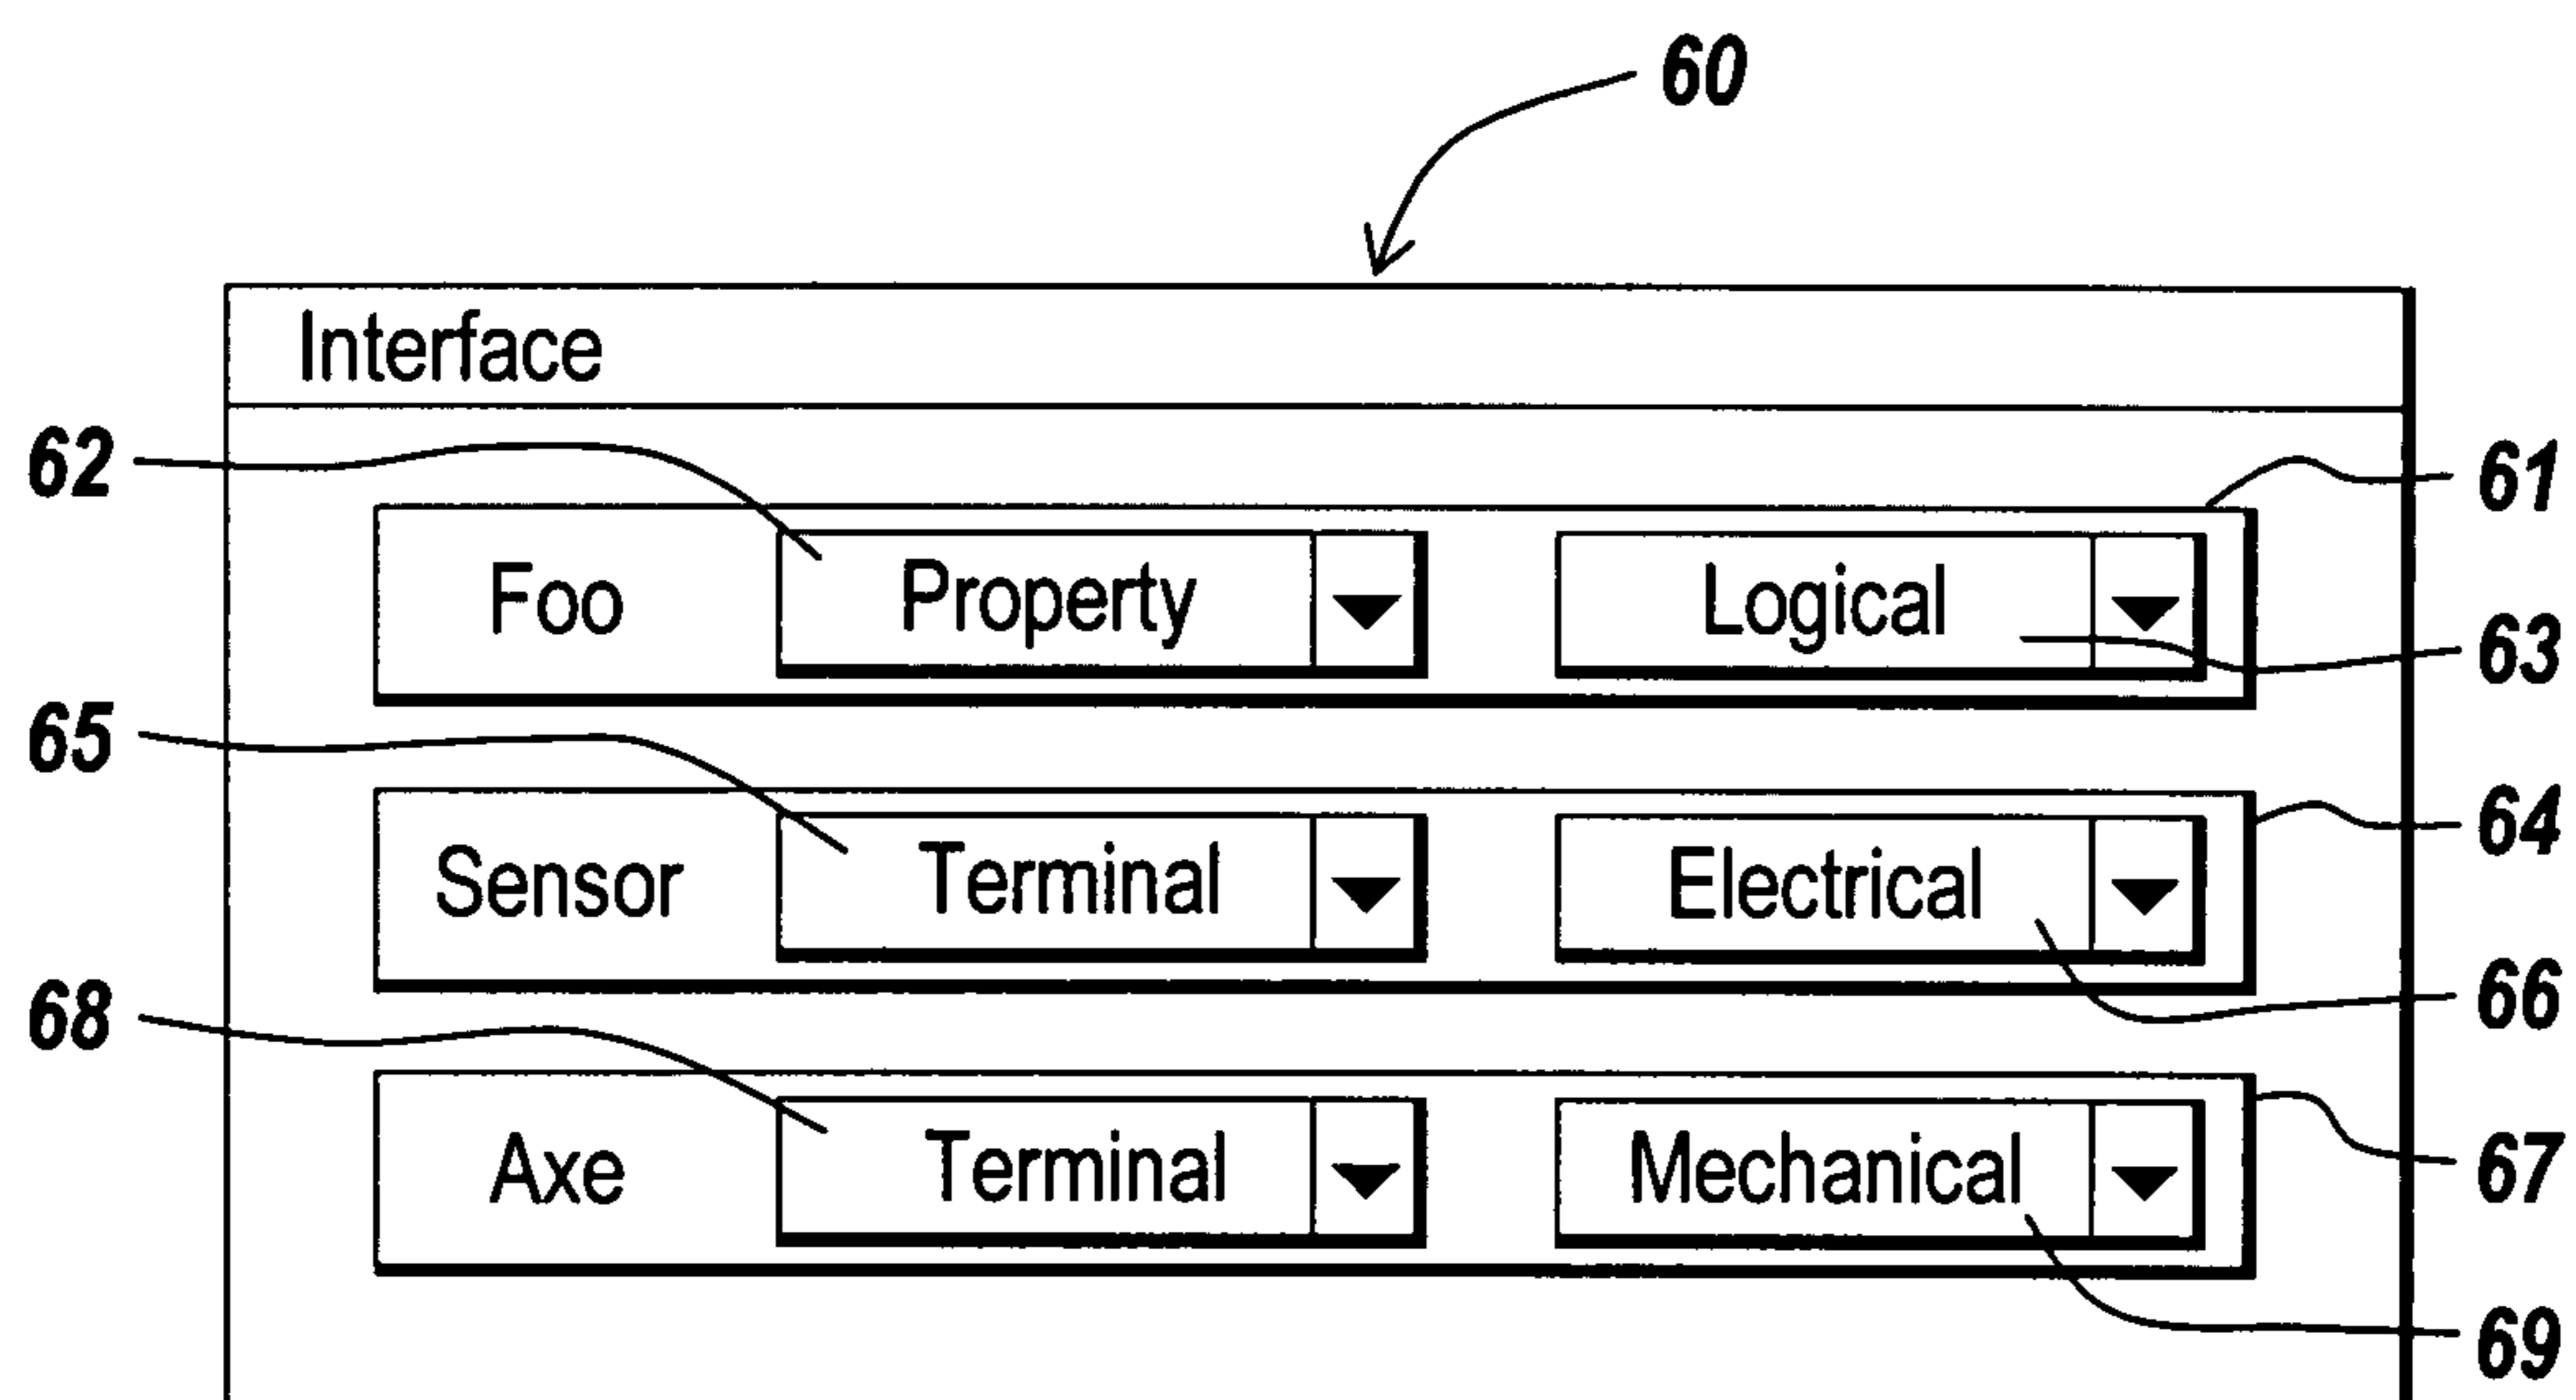 60
Interface
62
61
Foo Property Logical
63
65
64
Sensor Terminal Electrical
66
68
67
Axe Terminal Mechanical
69